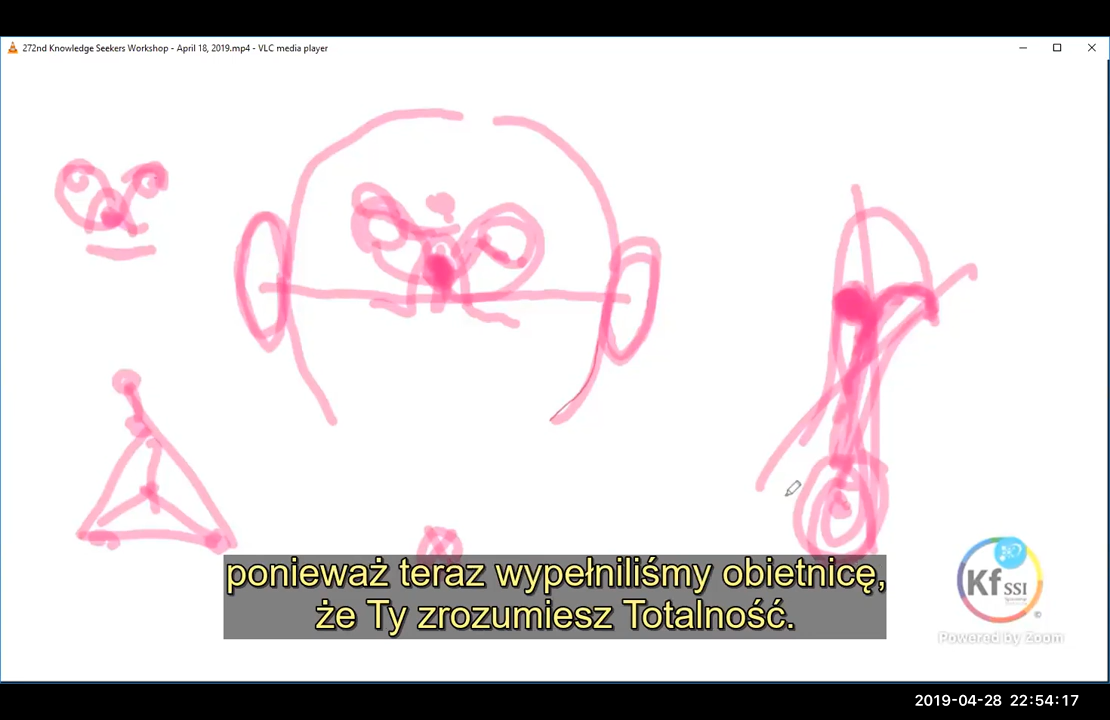 272nd Knowledge Seekers Workshop - April 18, 2019.mp4 - VLC media player
Kf SSI
©
Powered by Zoom
ponieważ teraz wypełniliśmy obietnicę,
że Ty zrozumiesz Totalność.
2019-04-28 22:54:17